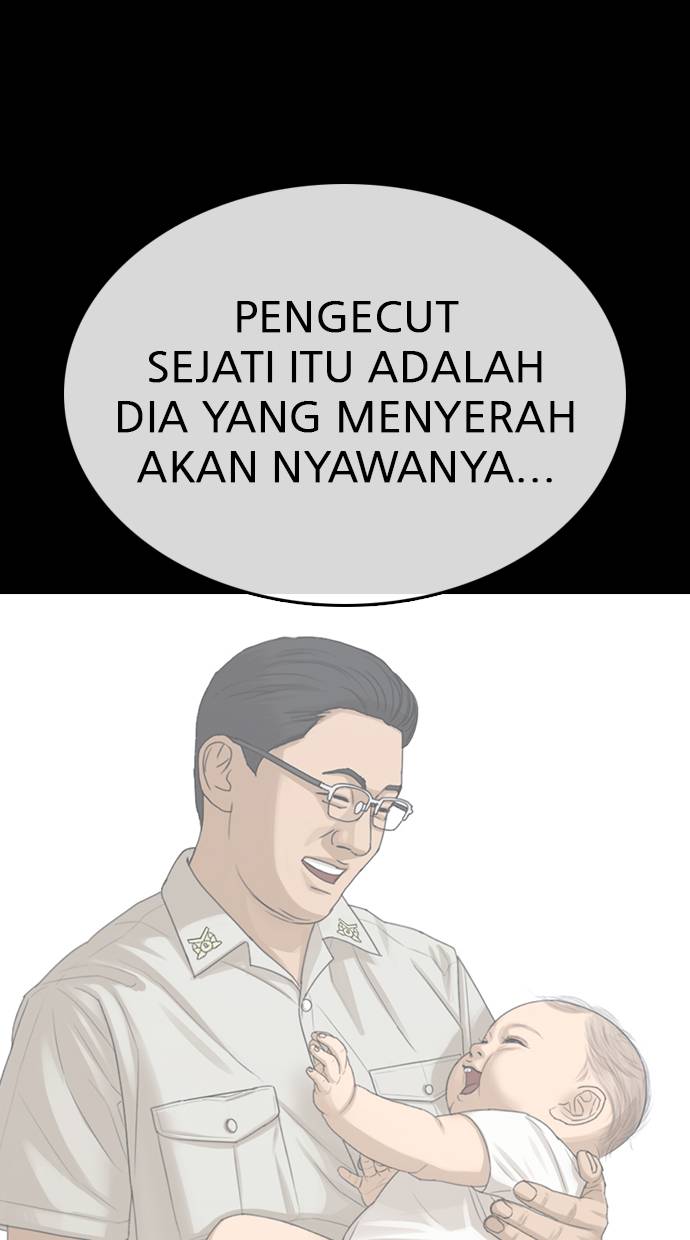 PENGECUT
SEJATI ITU ADALAH
DIA YANG MENYERAH
AKAN NYAWANYA...